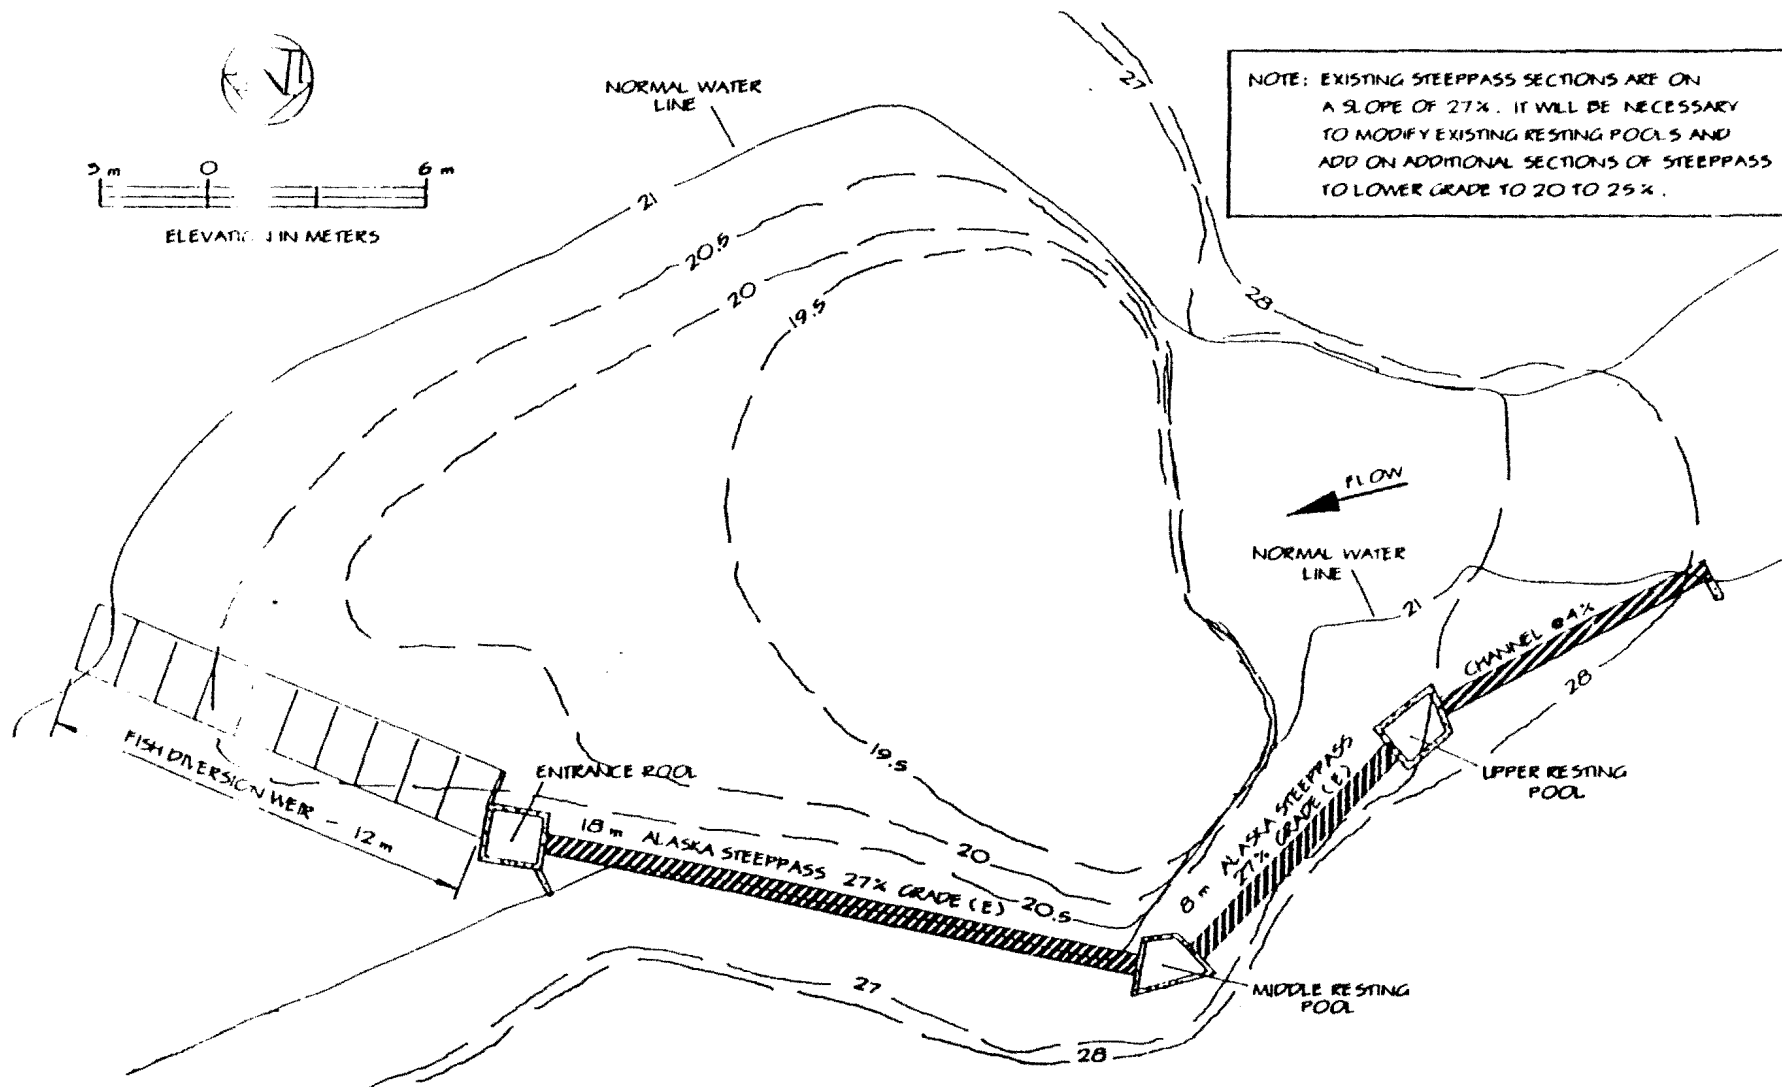 NORMAL WATER
LINE
NOTE: EXISTING STEEPPASS SECTIONS ARE ON
A SLOPE OF 27%. IT WILL BE NECESSARY
TO MODIFY EXISTING RESTING POOLS AND
ADD ON ADDITIONAL SECTIONS OF STEEPPASS
TO LOWER GRADE TO 20 TO 25%.
27
3 m 0 6 m
ELEVATI N IN METERS
21
20.5
20
19.5
28
FLOW
NORMAL WATER
LINE
21
CHANNEL @ 4%
28
UPPER RESTING
POOL
FISH DIVERSION WEIR - 12 m
ENTRANCE POOL
19.5
18 m ALASKA STEEPPASS 27% GRADE (E)
20
20.5
8 m ALASKA STEEPPASS
27% GRADE (E)
MIDDLE RESTING
POOL
27
28